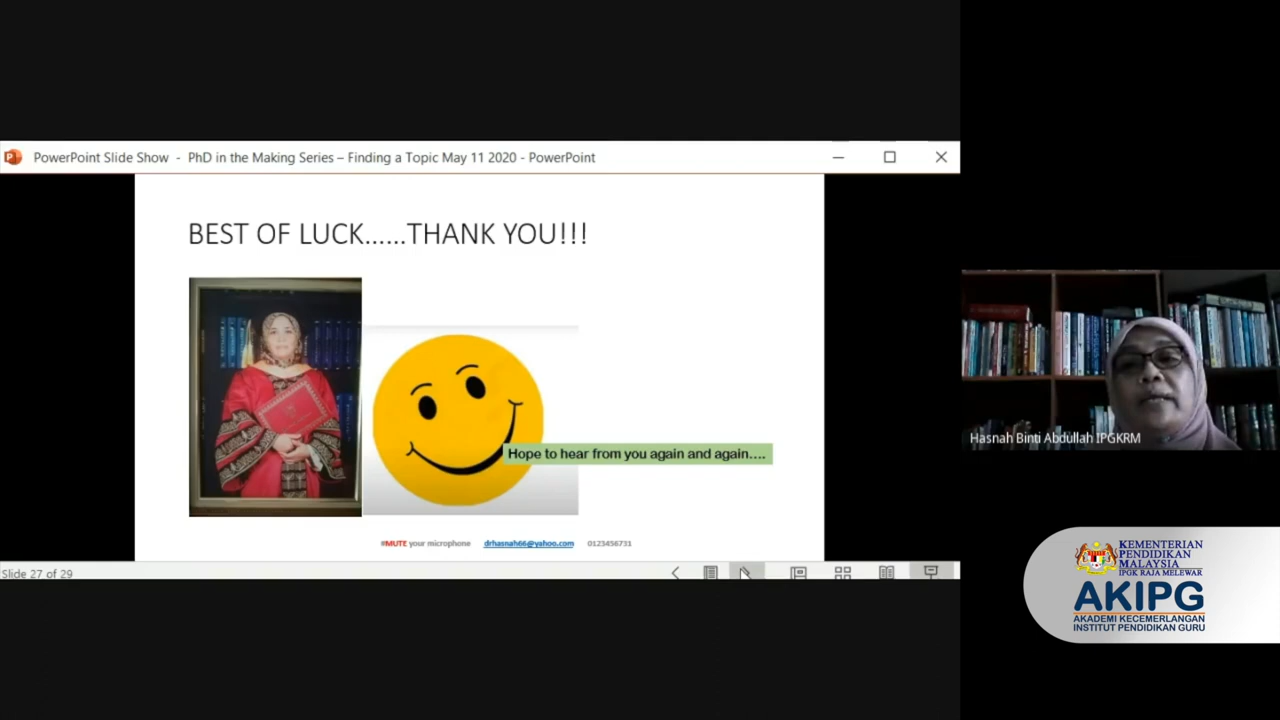 PowerPoint Slide Show - PhD in the Making Series – Finding a Topic May 11 2020 - PowerPoint
BEST OF LUCK......THANK YOU!!!
Hope to hear from you again and again....
#MUTE your microphone drhasnah66@yahoo.com 0123456731
Slide 27 of 29
Hasnah Binti Abdullah IPGKRM
KEMENTERIAN
PENDIDIKAN
MALAYSIA
IPGK RAJA MELEWAR
AKIPG
AKADEMI KECEMERLANGAN
INSTITUT PENDIDIKAN GURU